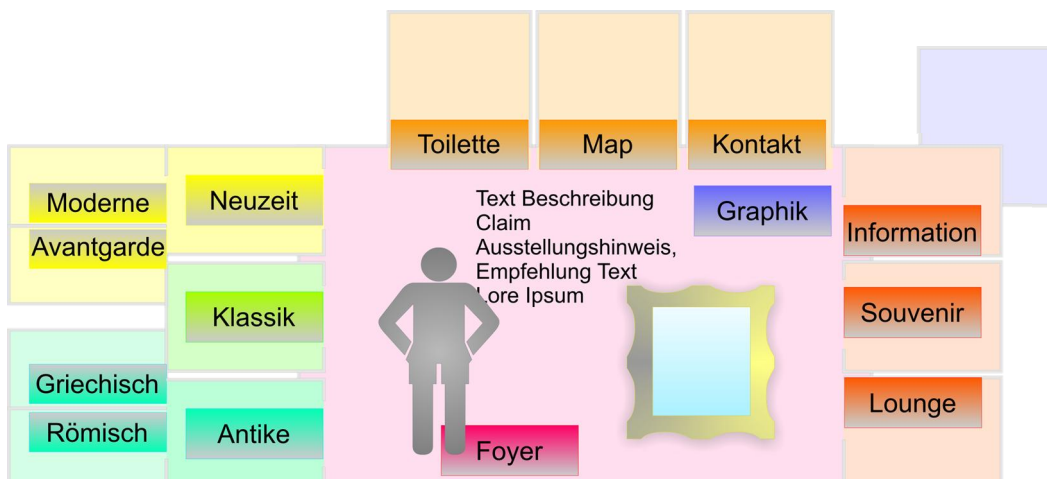 Toilette
Map
Kontakt
Moderne
Neuzeit
Text Beschreibung
Claim
Ausstellungshinweis,
Empfehlung Text
Lore Ipsum
Graphik
Information
Avantgarde
Klassik
Souvenir
Griechisch
Römisch
Antike
Lounge
Foyer